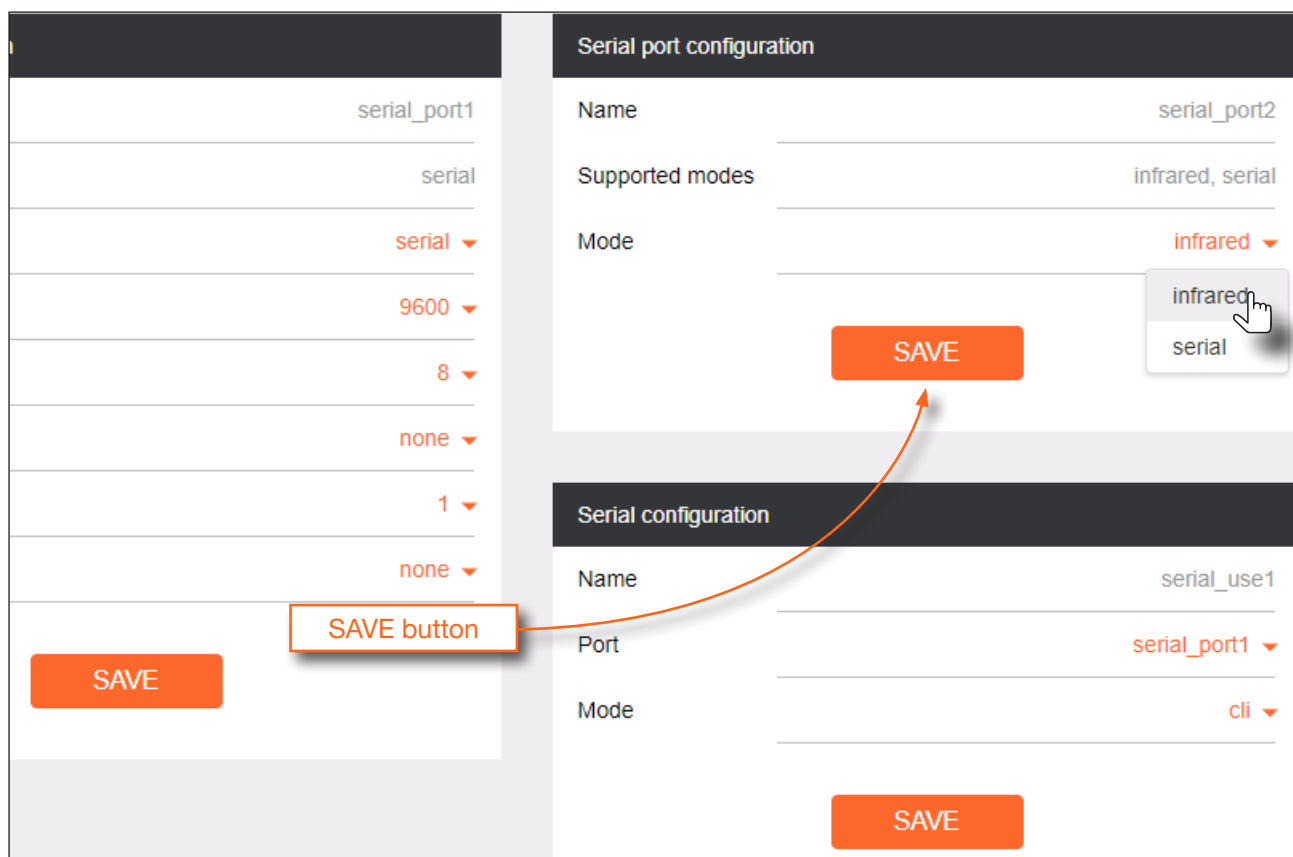 serial_port1
serial
serial
9600
8
none
1
none
SAVE
SAVE button
Serial port configuration
Name serial_port2
Supported modes infrared, serial
Mode infrared
infrared
serial
SAVE
Serial configuration
Name serial_use1
Port serial_port1
Mode cli
SAVE